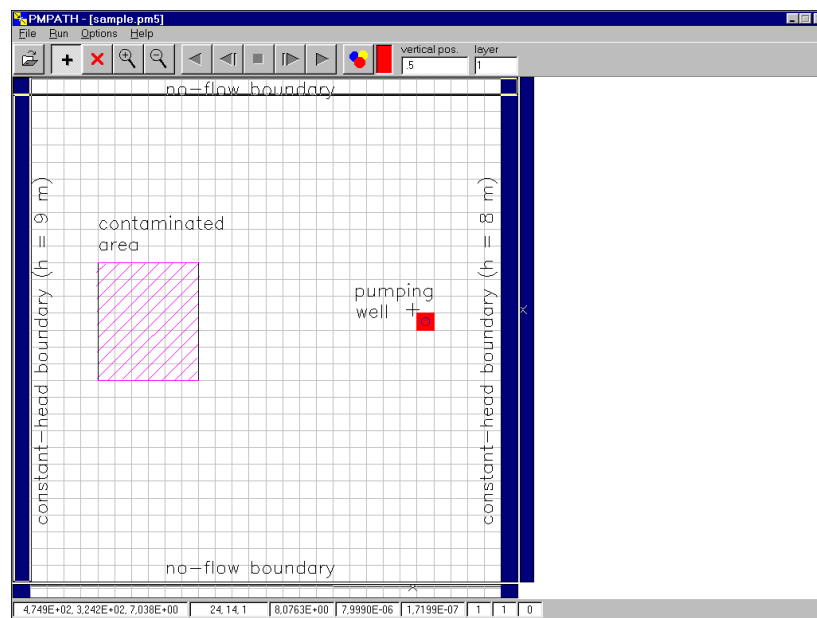 PMPATH - [sample.pm5]
File Run Options Help
vertical pos. layer
.5 1
no-flow boundary
constant-head boundary (h = 9 m)
contaminated
area
pumping
well
constant-head boundary (h = 8 m)
no-flow boundary
4,749E+02, 3,242E+02, 7,038E+00 24, 14, 1 8,0763E+00 7,9990E-06 1,7199E-07 1 1 0